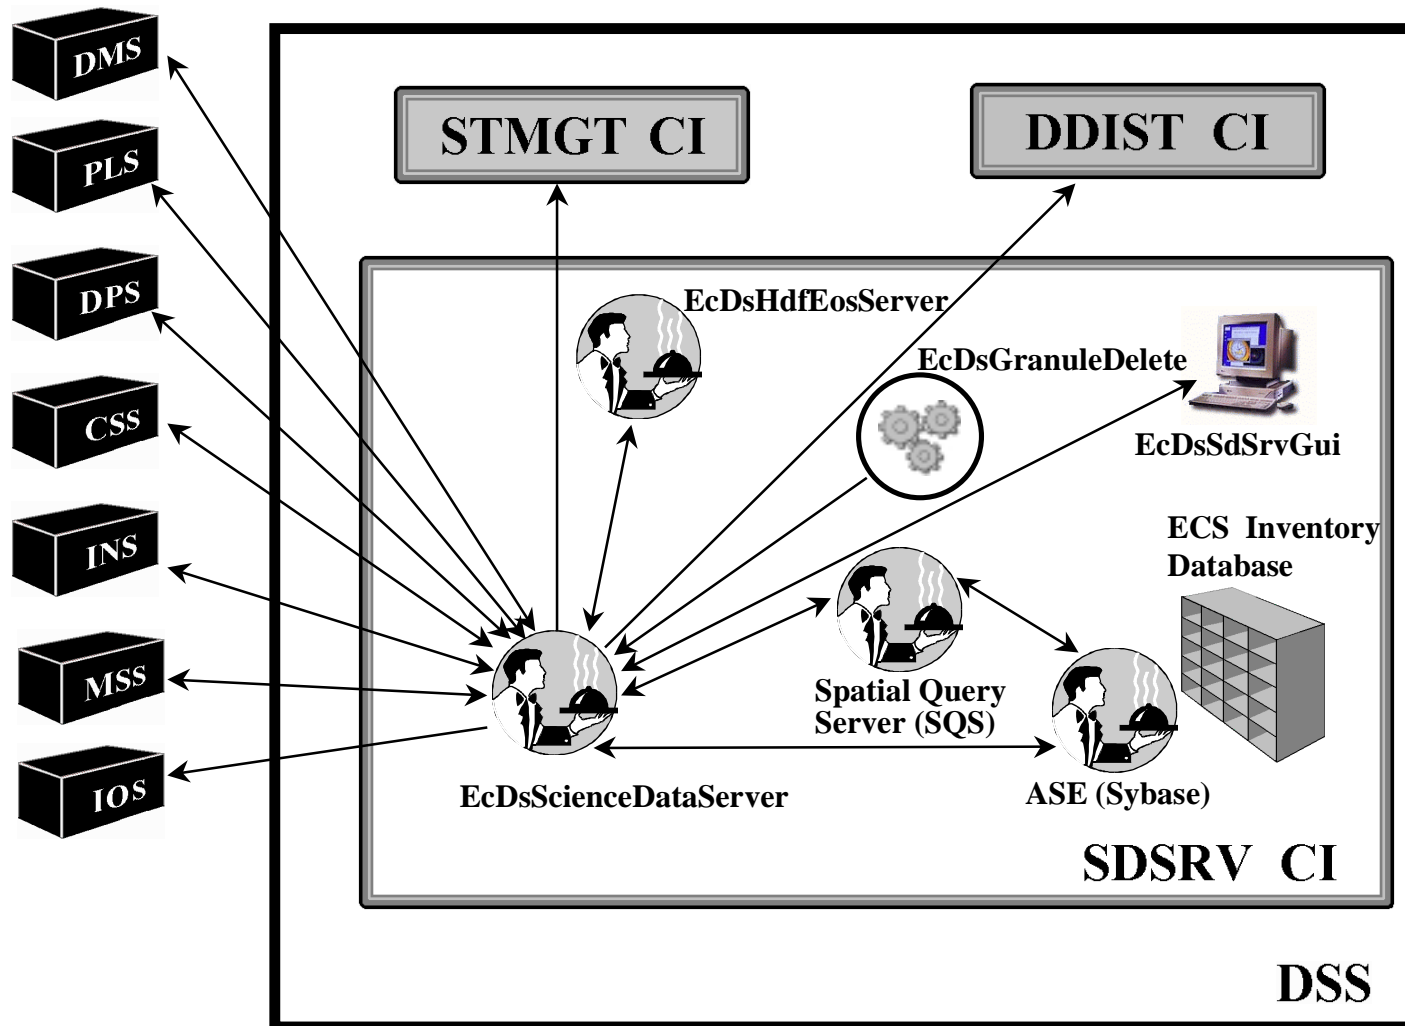 DMS
PLS
DPS
CSS
INS
MSS
IOS
STMGT CI
DDIST CI
EcDsHdfEosServer
EcDsGranuleDelete
EcDsSdSrvGui
ECS Inventory
Database
Spatial Query
Server (SQS)
EcDsScienceDataServer
ASE (Sybase)
SDSRV CI
DSS